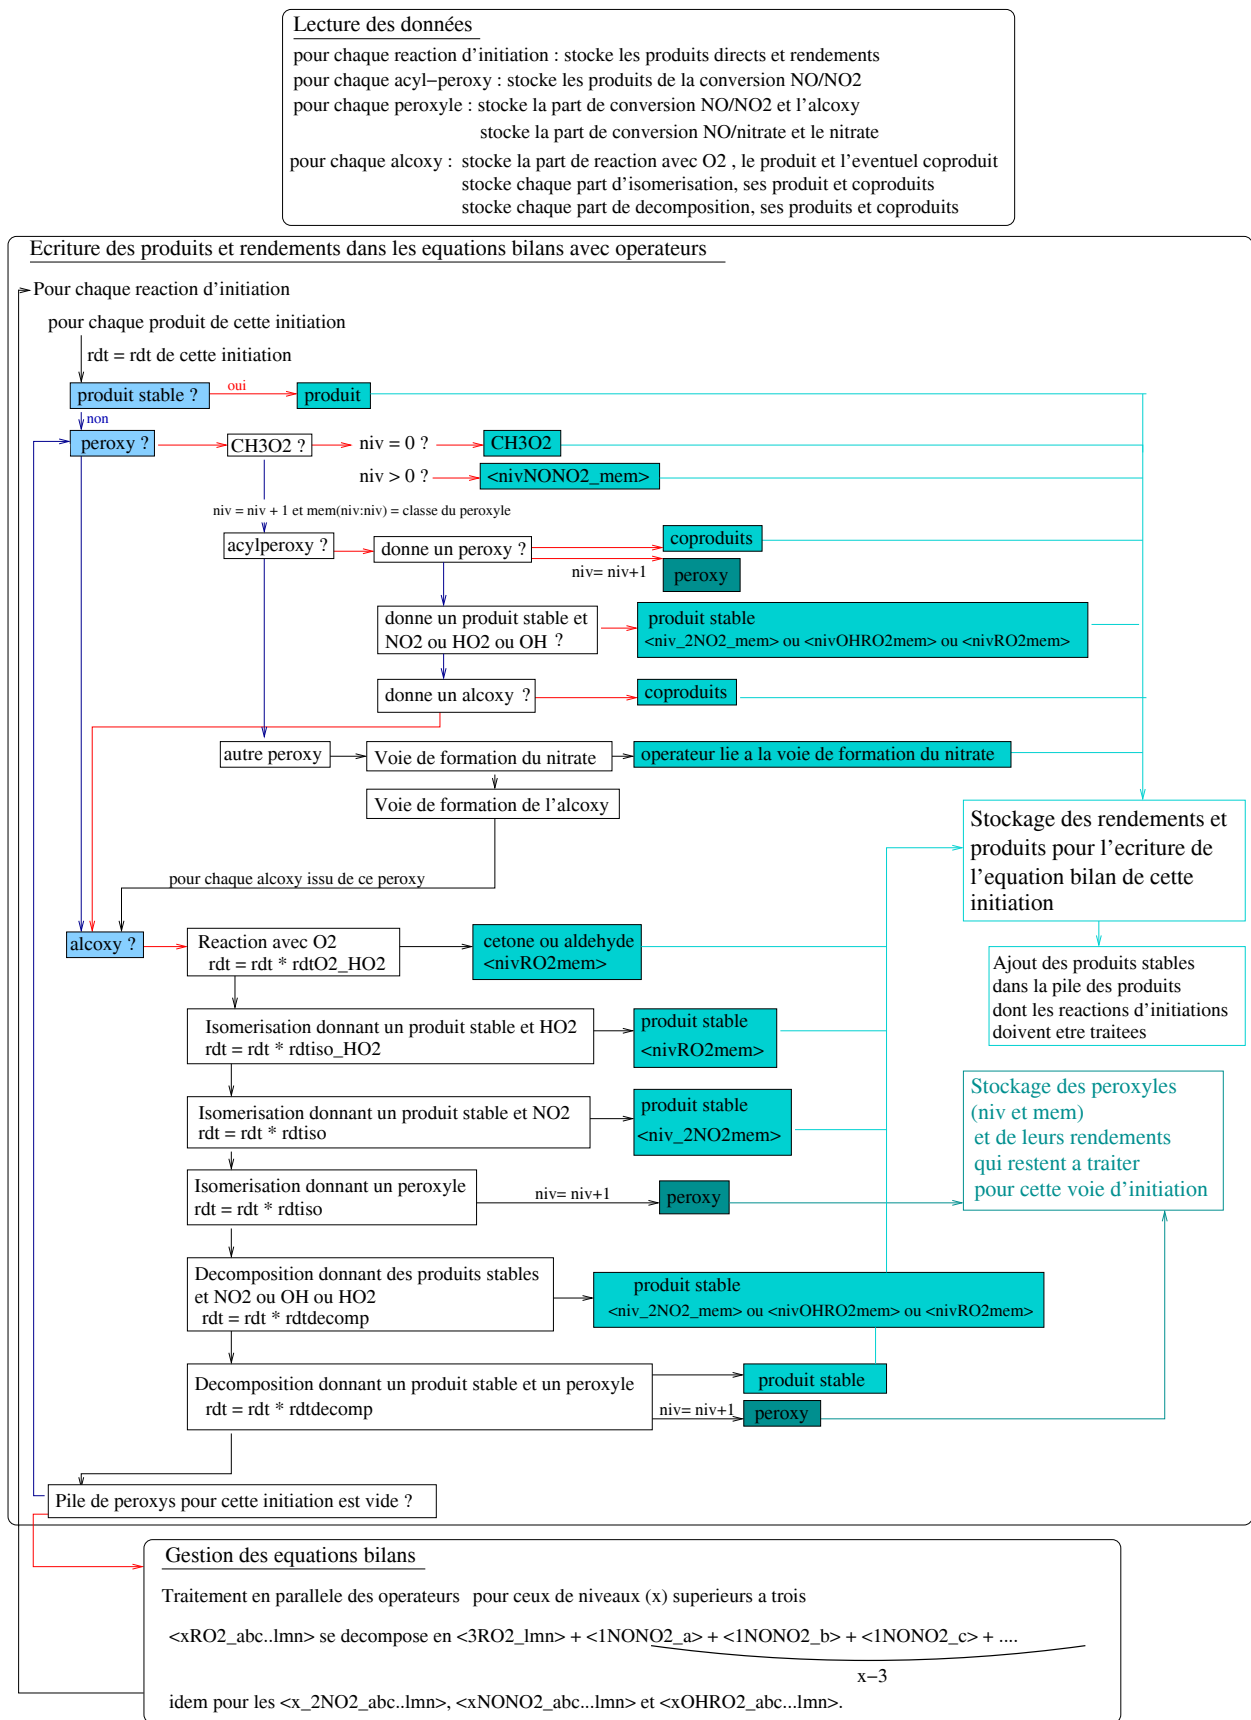 Lecture des données
pour chaque reaction d'initiation : stocke les produits directs et rendements
pour chaque acyl−peroxy : stocke les produits de la conversion NO/NO2
pour chaque peroxyle : stocke la part de conversion NO/NO2 et l'alcoxy
stocke la part de conversion NO/nitrate et le nitrate
pour chaque alcoxy : stocke la part de reaction avec O2 , le produit et l'eventuel coproduit
stocke chaque part d'isomerisation, ses produit et coproduits
stocke chaque part de decomposition, ses produits et coproduits
Ecriture des produits et rendements dans les equations bilans avec operateurs
Pour chaque reaction d'initiation
pour chaque produit de cette initiation
rdt = rdt de cette initiation
produit stable ?
oui
produit
non
peroxy ?
CH3O2 ?
niv = 0 ?
CH3O2
niv > 0 ?
<nivNONO2_mem>
niv = niv + 1 et mem(niv:niv) = classe du peroxyle
acylperoxy ?
donne un peroxy ?
coproduits
niv= niv+1
peroxy
donne un produit stable et
NO2 ou HO2 ou OH ?
produit stable
<niv_2NO2_mem> ou <nivOHRO2mem> ou <nivRO2mem>
donne un alcoxy ?
coproduits
autre peroxy
Voie de formation du nitrate
operateur lie a la voie de formation du nitrate
Voie de formation de l'alcoxy
Stockage des rendements et
produits pour l'ecriture de
l'equation bilan de cette
initiation
pour chaque alcoxy issu de ce peroxy
alcoxy ?
Reaction avec O2
rdt = rdt * rdtO2_HO2
cetone ou aldehyde
<nivRO2mem>
Ajout des produits stables
dans la pile des produits
dont les reactions d'initiations
doivent etre traitees
Isomerisation donnant un produit stable et HO2
rdt = rdt * rdtiso_HO2
produit stable
<nivRO2mem>
Isomerisation donnant un produit stable et NO2
rdt = rdt * rdtiso
produit stable
<niv_2NO2mem>
Stockage des peroxyles
(niv et mem)
et de leurs rendements
qui restent a traiter
pour cette voie d'initiation
Isomerisation donnant un peroxyle
rdt = rdt * rdtiso
niv= niv+1
peroxy
Decomposition donnant des produits stables
et NO2 ou OH ou HO2
rdt = rdt * rdtdecomp
produit stable
<niv_2NO2_mem> ou <nivOHRO2mem> ou <nivRO2mem>
Decomposition donnant un produit stable et un peroxyle
rdt = rdt * rdtdecomp
produit stable
niv= niv+1
peroxy
Pile de peroxys pour cette initiation est vide ?
Gestion des equations bilans
Traitement en parallele des operateurs pour ceux de niveaux (x) superieurs a trois
<xRO2_abc..lmn> se decompose en <3RO2_lmn> + <1NONO2_a> + <1NONO2_b> + <1NONO2_c> + ....
x−3
idem pour les <x_2NO2_abc..lmn>, <xNONO2_abc...lmn> et <xOHRO2_abc...lmn>.